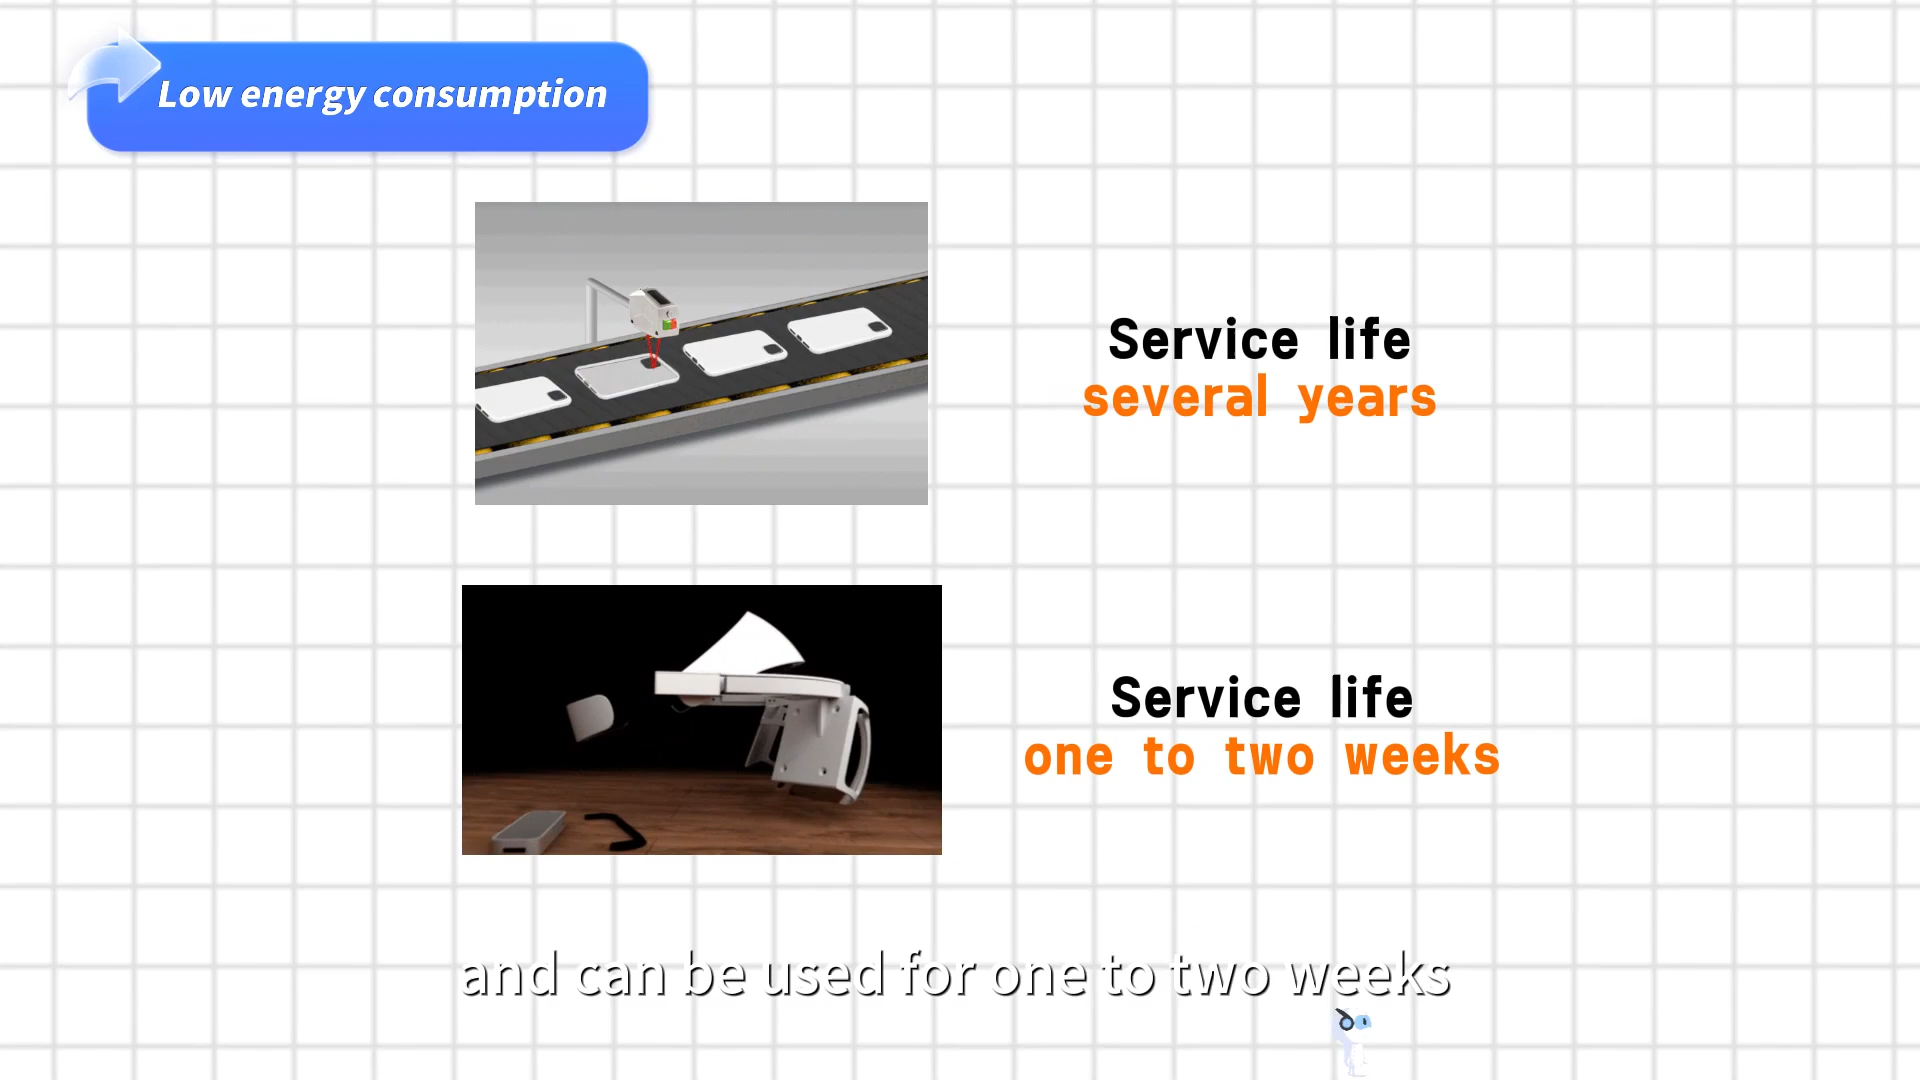 Low energy consumption
Service life
several years
Service life
one to two weeks
and can be used for one to two weeks